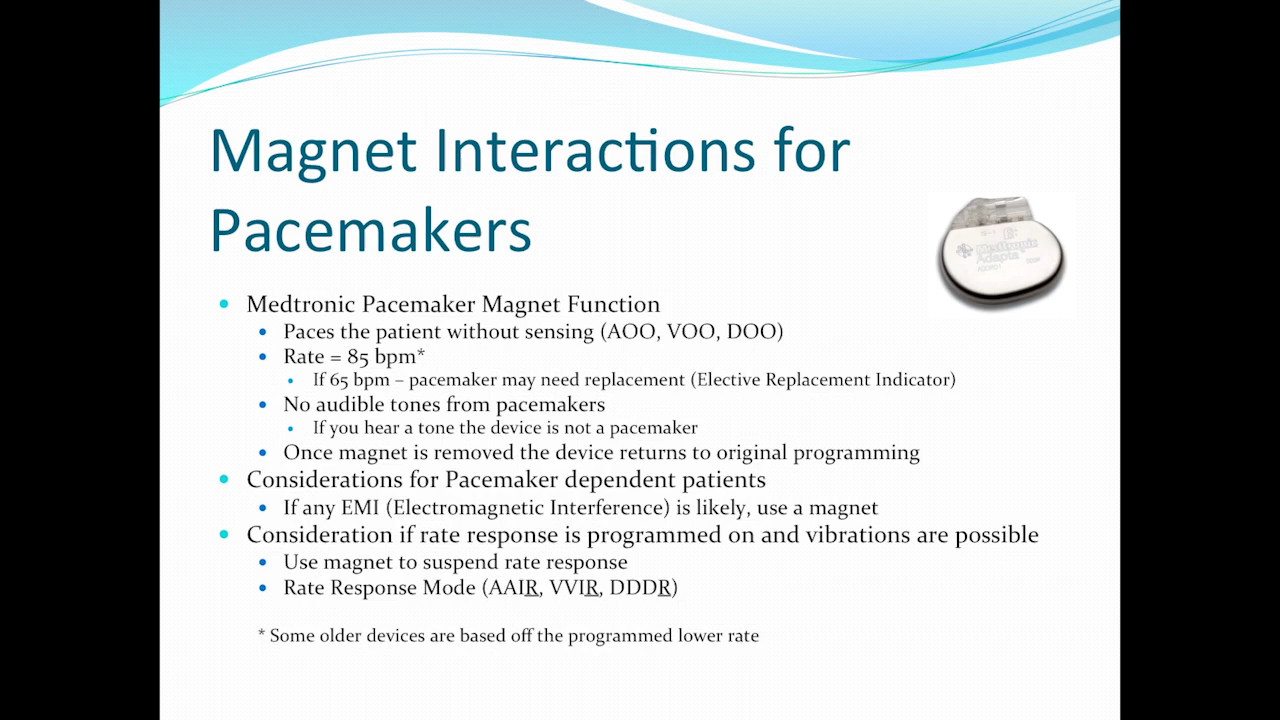 Magnet Interactions for
Pacemakers
Medtronic
Adapta
• Medtronic Pacemaker Magnet Function
• Paces the patient without sensing (AOO, VOO, DOO)
• Rate = 85 bpm*
• If 65 bpm – pacemaker may need replacement (Elective Replacement Indicator)
• No audible tones from pacemakers
• If you hear a tone the device is not a pacemaker
• Once magnet is removed the device returns to original programming
• Considerations for Pacemaker dependent patients
• If any EMI (Electromagnetic Interference) is likely, use a magnet
• Consideration if rate response is programmed on and vibrations are possible
• Use magnet to suspend rate response
• Rate Response Mode (AAIR, VVIR, DDDR)
* Some older devices are based off the programmed lower rate